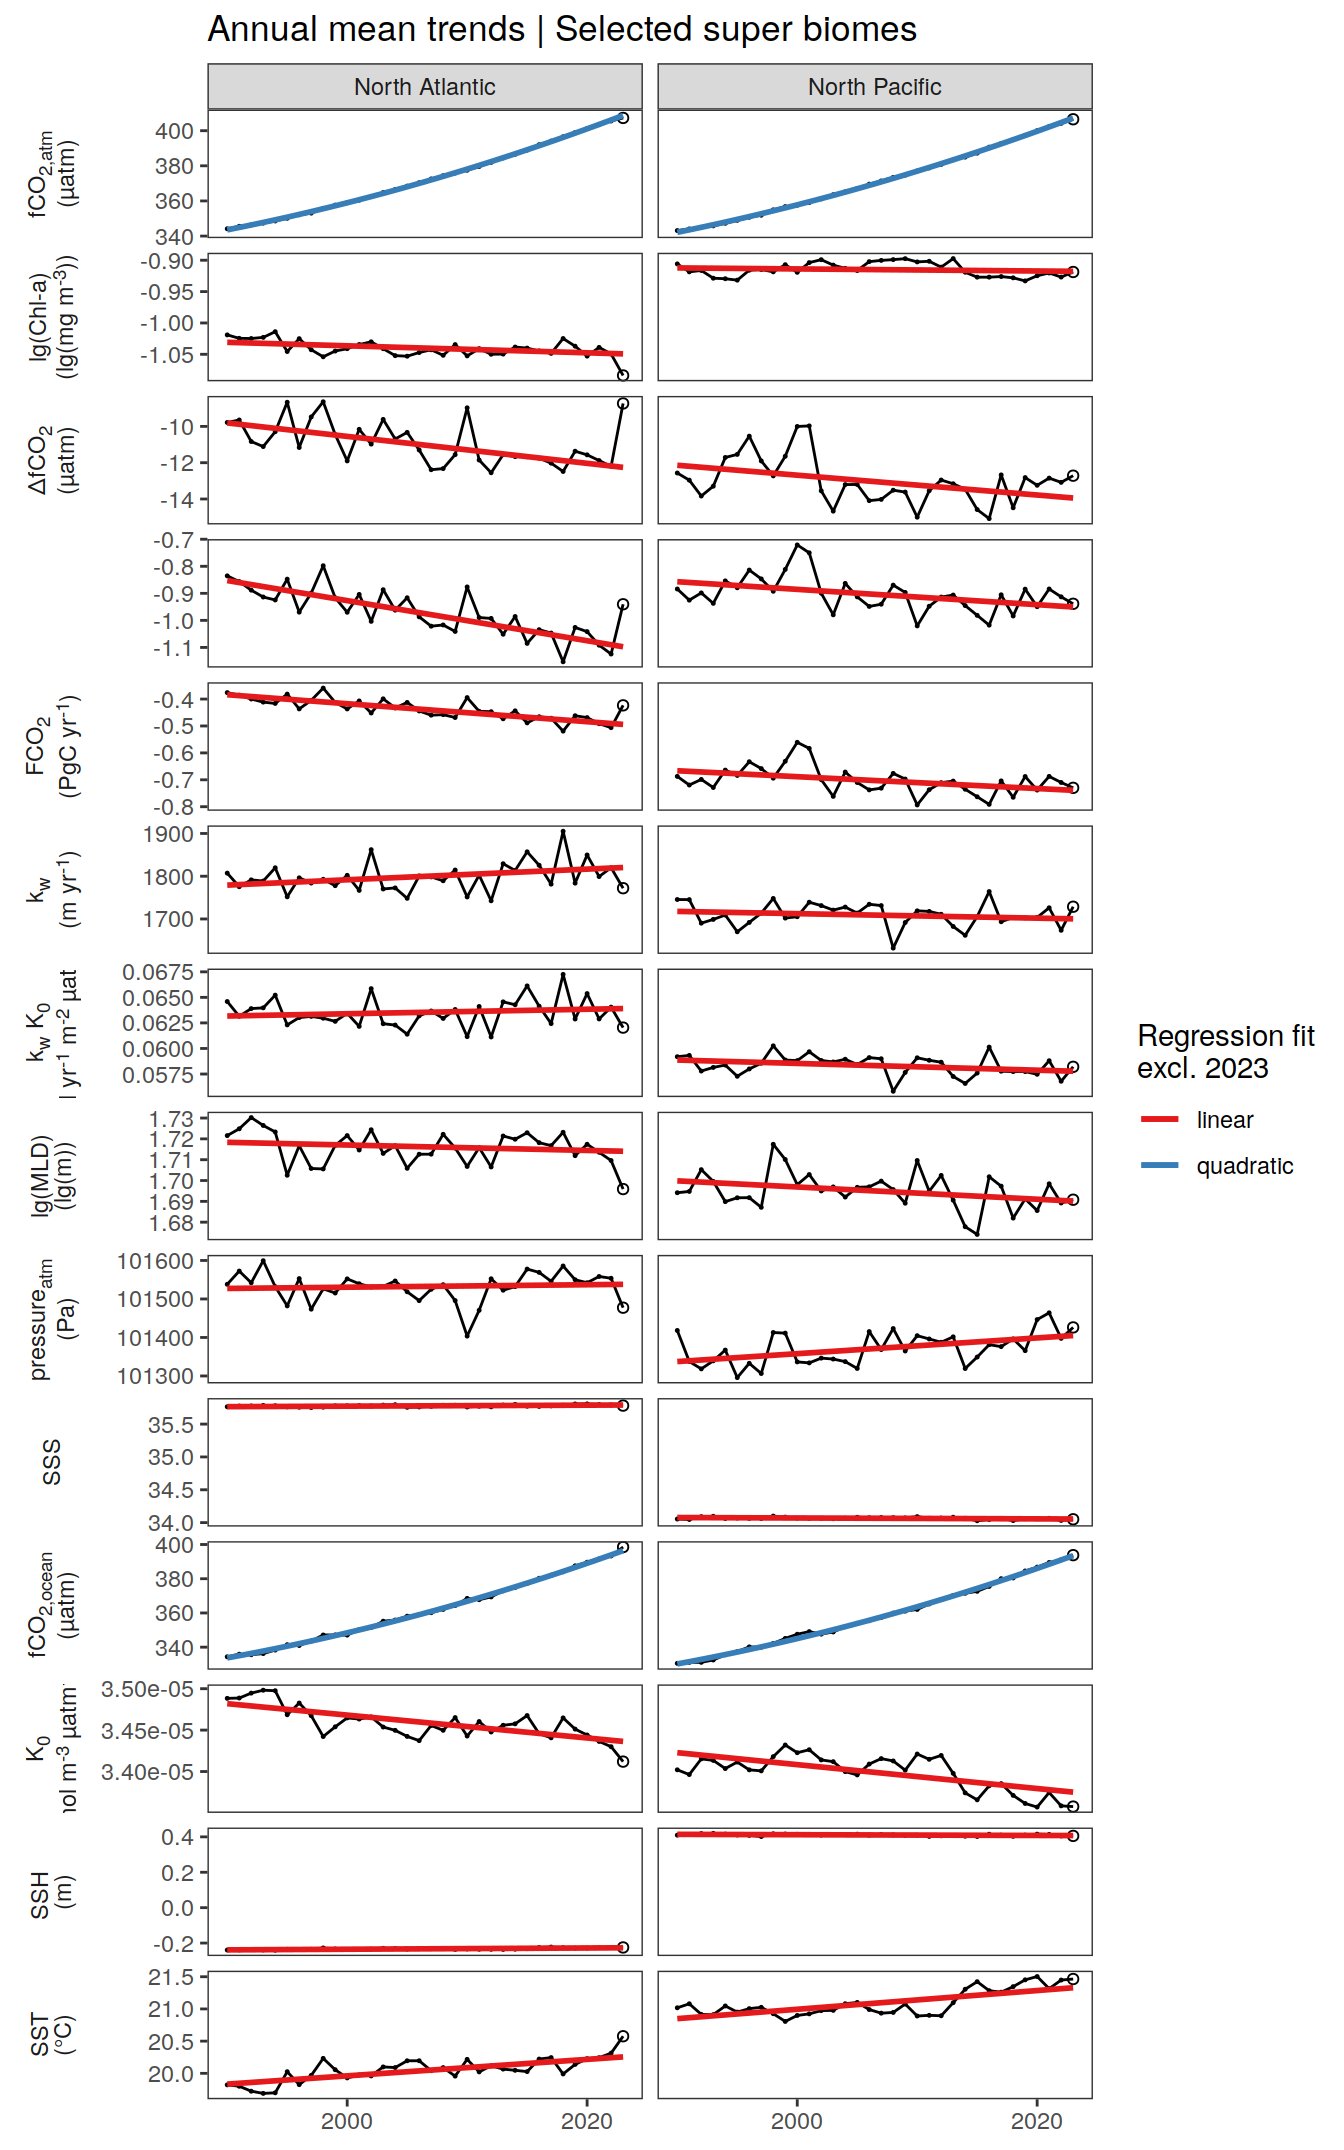 Annual mean trends | Selected super biomes
North Atlantic
North Pacific
fCO2,atm
(µatm)
400
380
360
340
lg(Chl-a)
(lg(mg m-3))
-0.90
-0.95
-1.00
-1.05
ΔfCO2
(µatm)
-10
-12
-14
-0.7
-0.8
-0.9
-1.0
-1.1
FCO2
(PgC yr-1)
-0.4
-0.5
-0.6
-0.7
-0.8
kw
(m yr-1)
1900
1800
1700
kw K0
l yr-1 m-2 µat
0.0675
0.0650
0.0625
0.0600
0.0575
lg(MLD)
(lg(m))
1.73
1.72
1.71
1.70
1.69
1.68
pressureatm
(Pa)
101600
101500
101400
101300
SSS
35.5
35.0
34.5
34.0
fCO2,ocean
(µatm)
400
380
360
340
K0
nol m-3 µatm-
3.50e-05
3.45e-05
3.40e-05
SSH
(m)
0.4
0.2
0.0
-0.2
SST
(°C)
21.5
21.0
20.5
20.0
2000
2020
2000
2020
Regression fit
excl. 2023
linear
quadratic